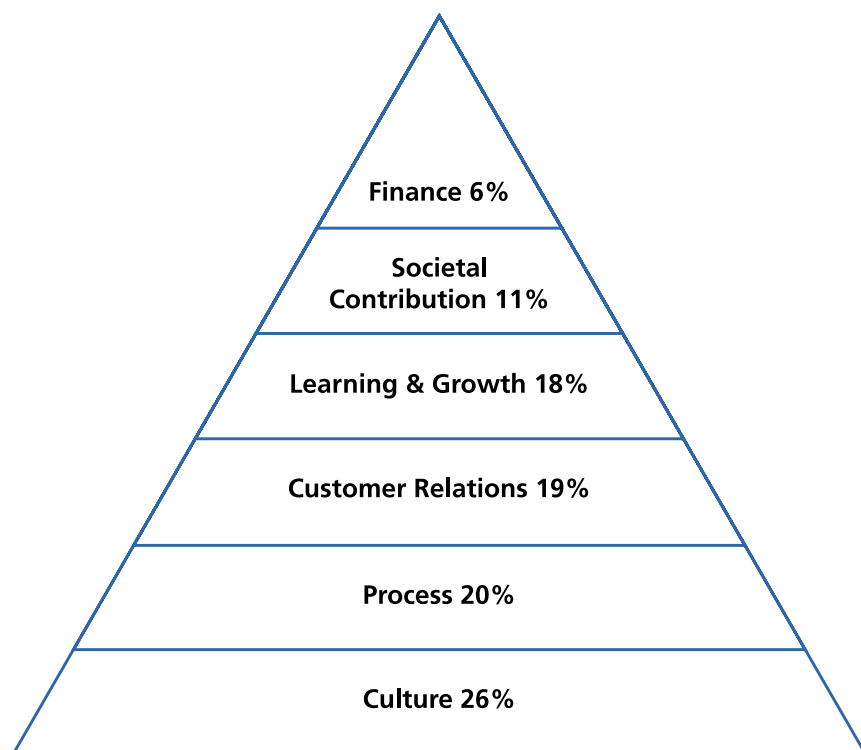 Finance 6%
Societal
Contribution 11%
Learning & Growth 18%
Customer Relations 19%
Process 20%
Culture 26%